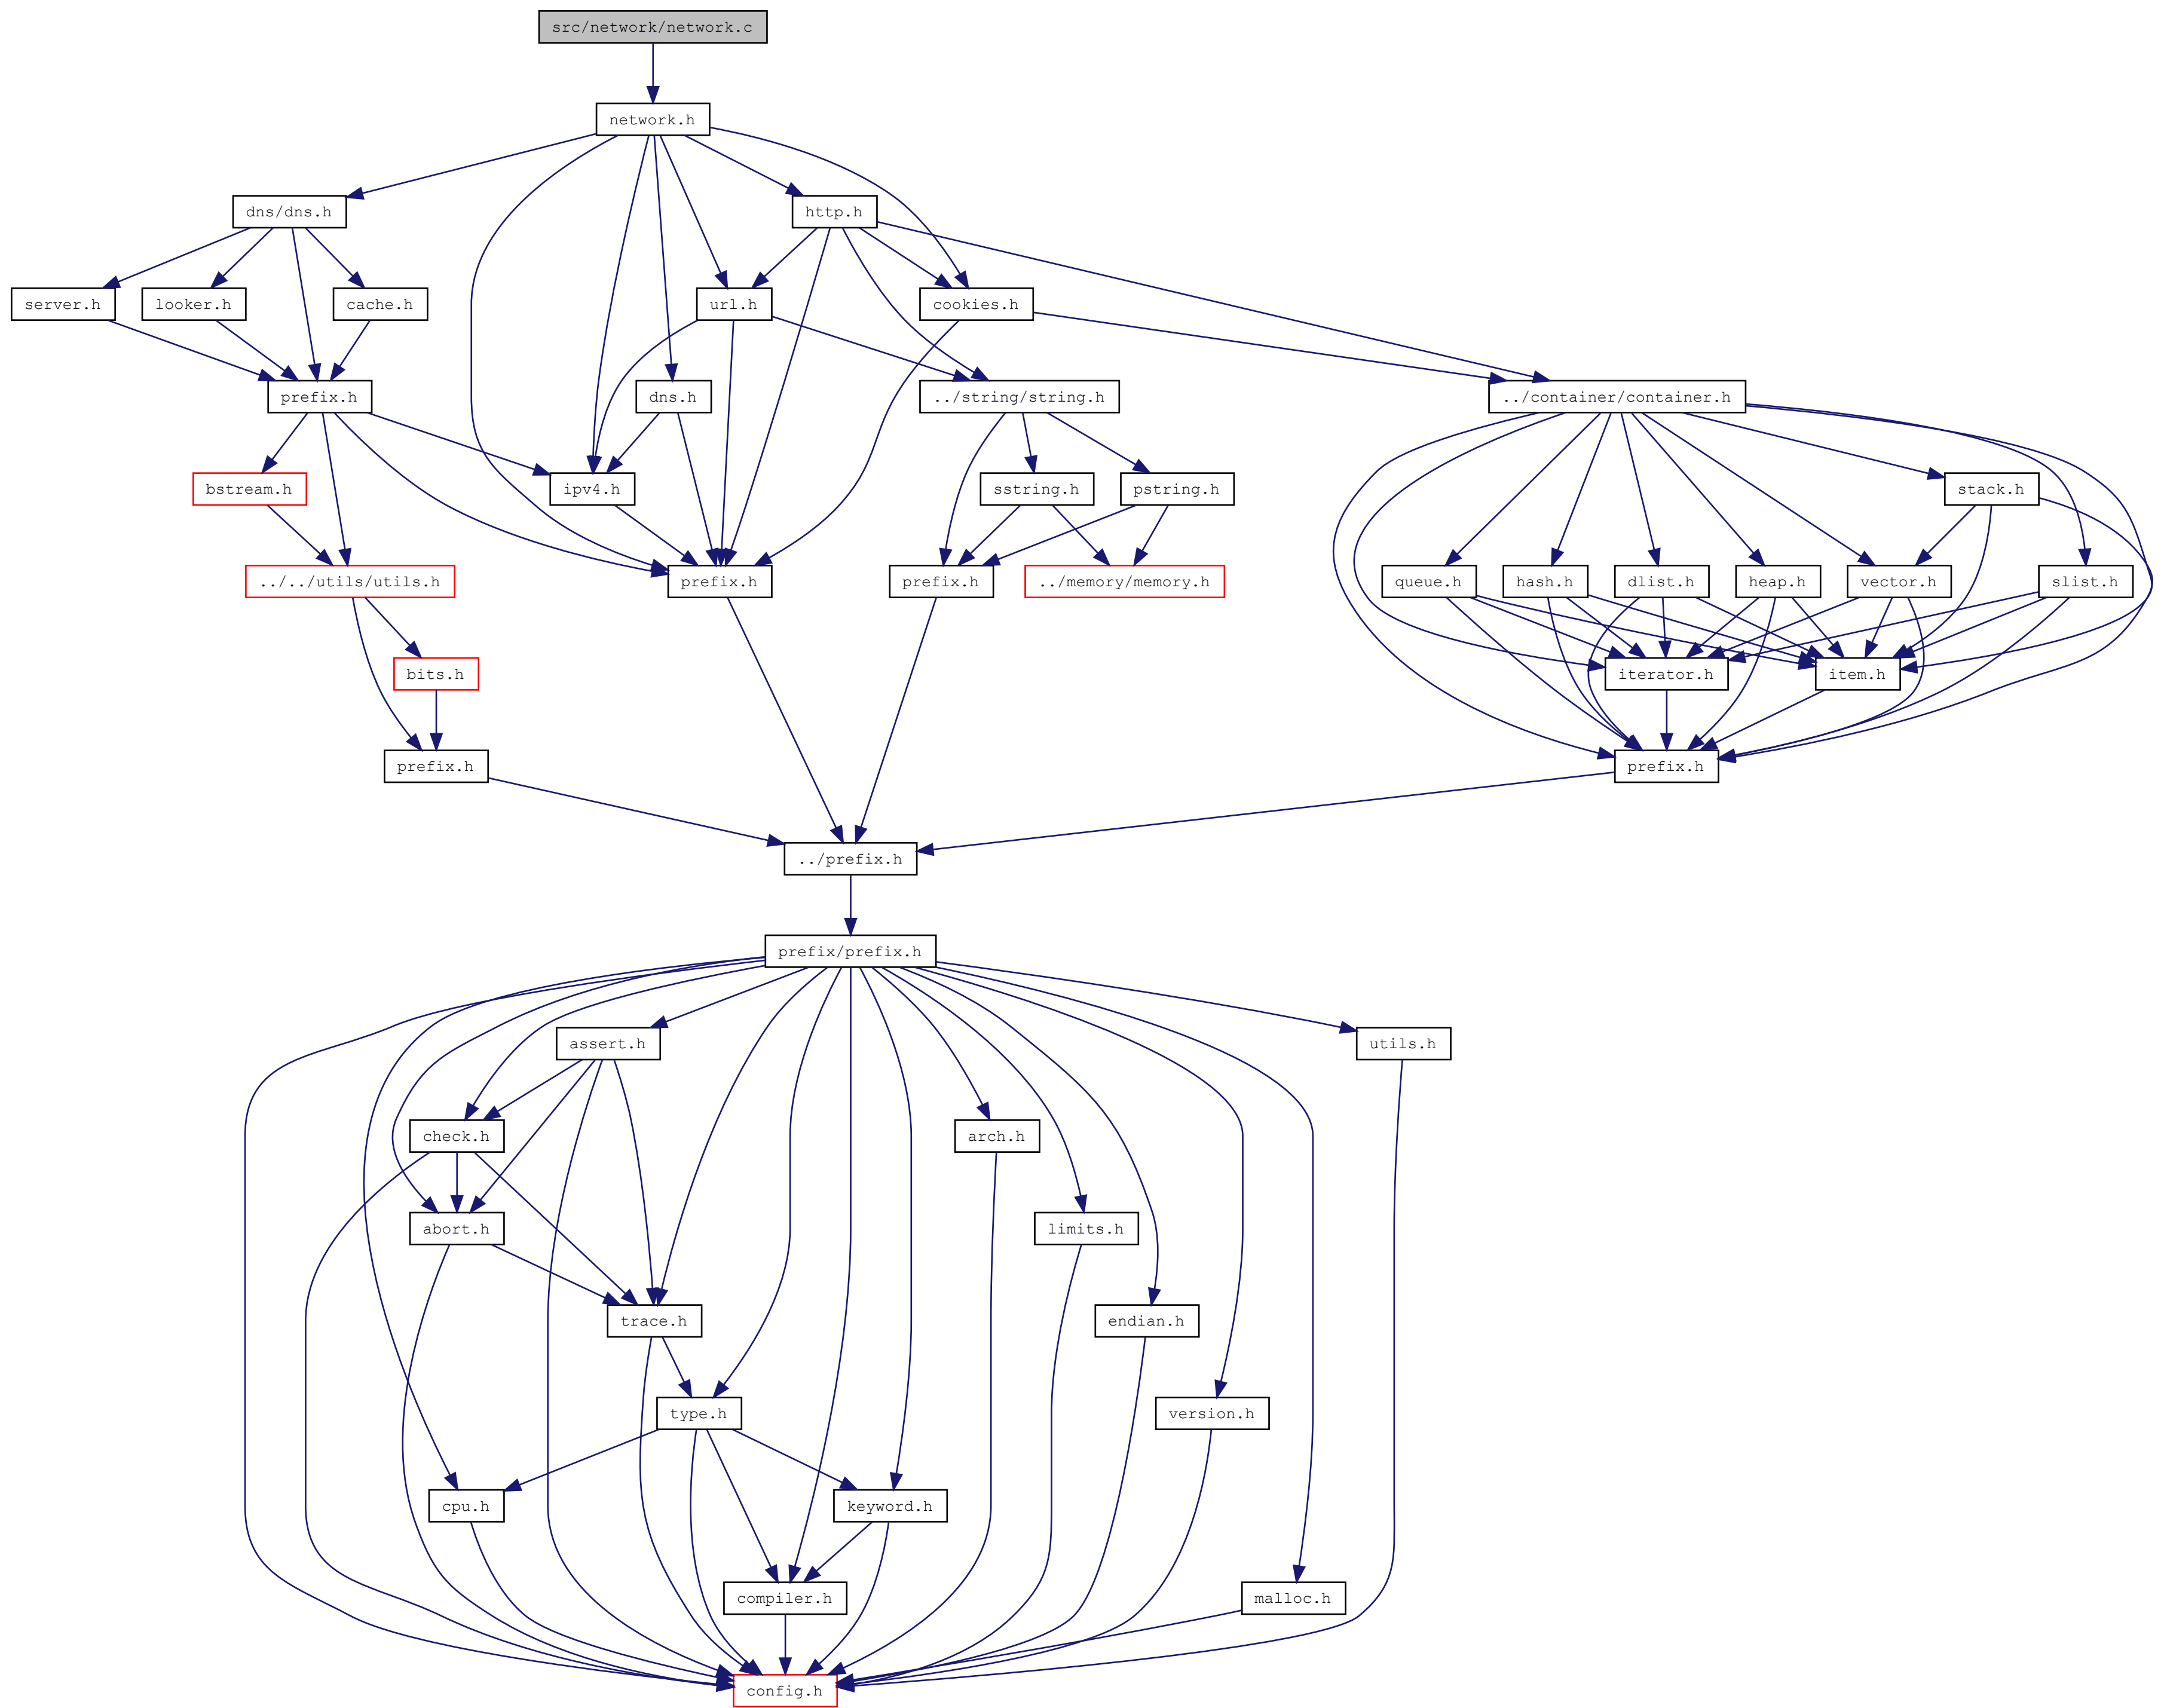 src/network/network.c
network.h
dns/dns.h
http.h
server.h
looker.h
cache.h
url.h
cookies.h
prefix.h
dns.h
../string/string.h
../container/container.h
bstream.h
ipv4.h
sstring.h
pstring.h
stack.h
../../utils/utils.h
prefix.h
prefix.h
../memory/memory.h
queue.h
hash.h
dlist.h
heap.h
vector.h
slist.h
bits.h
iterator.h
item.h
prefix.h
prefix.h
../prefix.h
prefix/prefix.h
assert.h
utils.h
check.h
arch.h
abort.h
limits.h
trace.h
endian.h
type.h
version.h
cpu.h
keyword.h
compiler.h
malloc.h
config.h